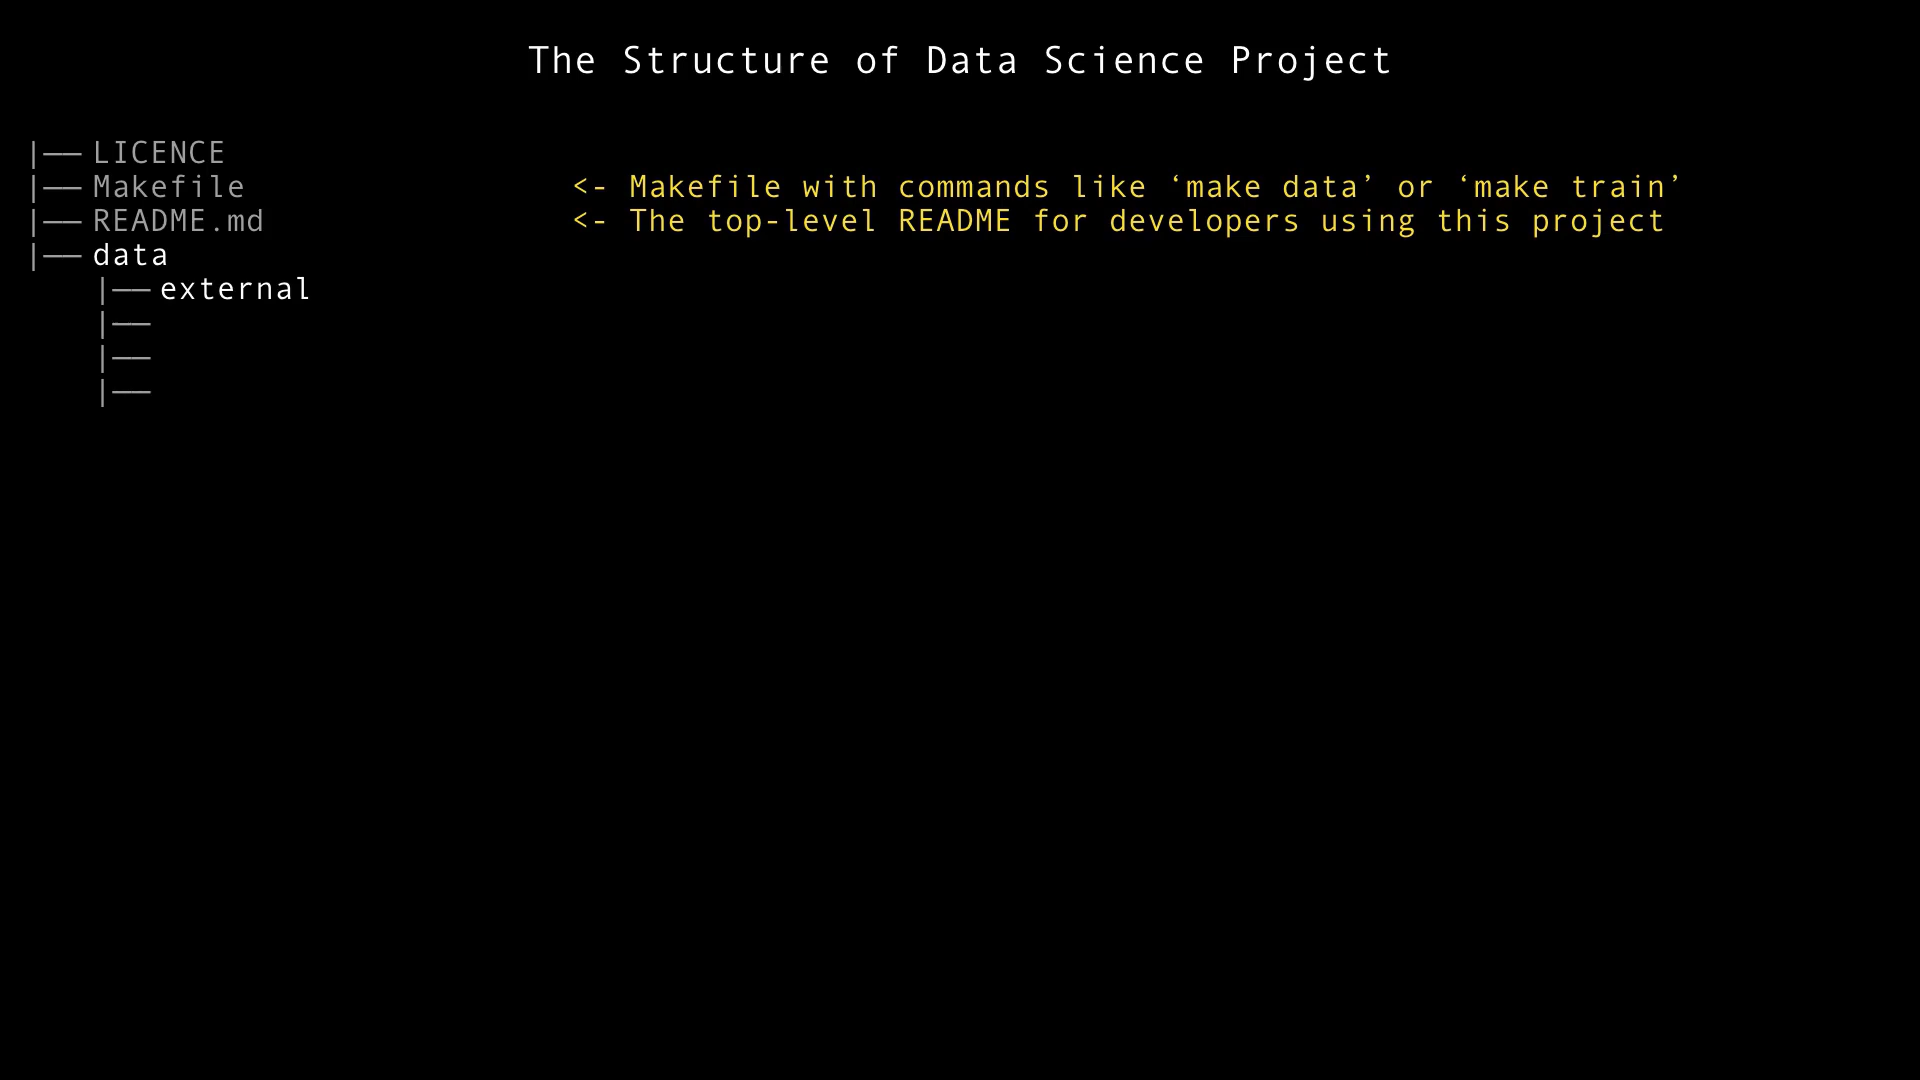 The Structure of Data Science Project
|—— LICENCE
|—— Makefile <- Makefile with commands like ‘make data’ or ‘make train’
|—— README.md <- The top-level README for developers using this project
|—— data
|—— external
|——
|——
|——